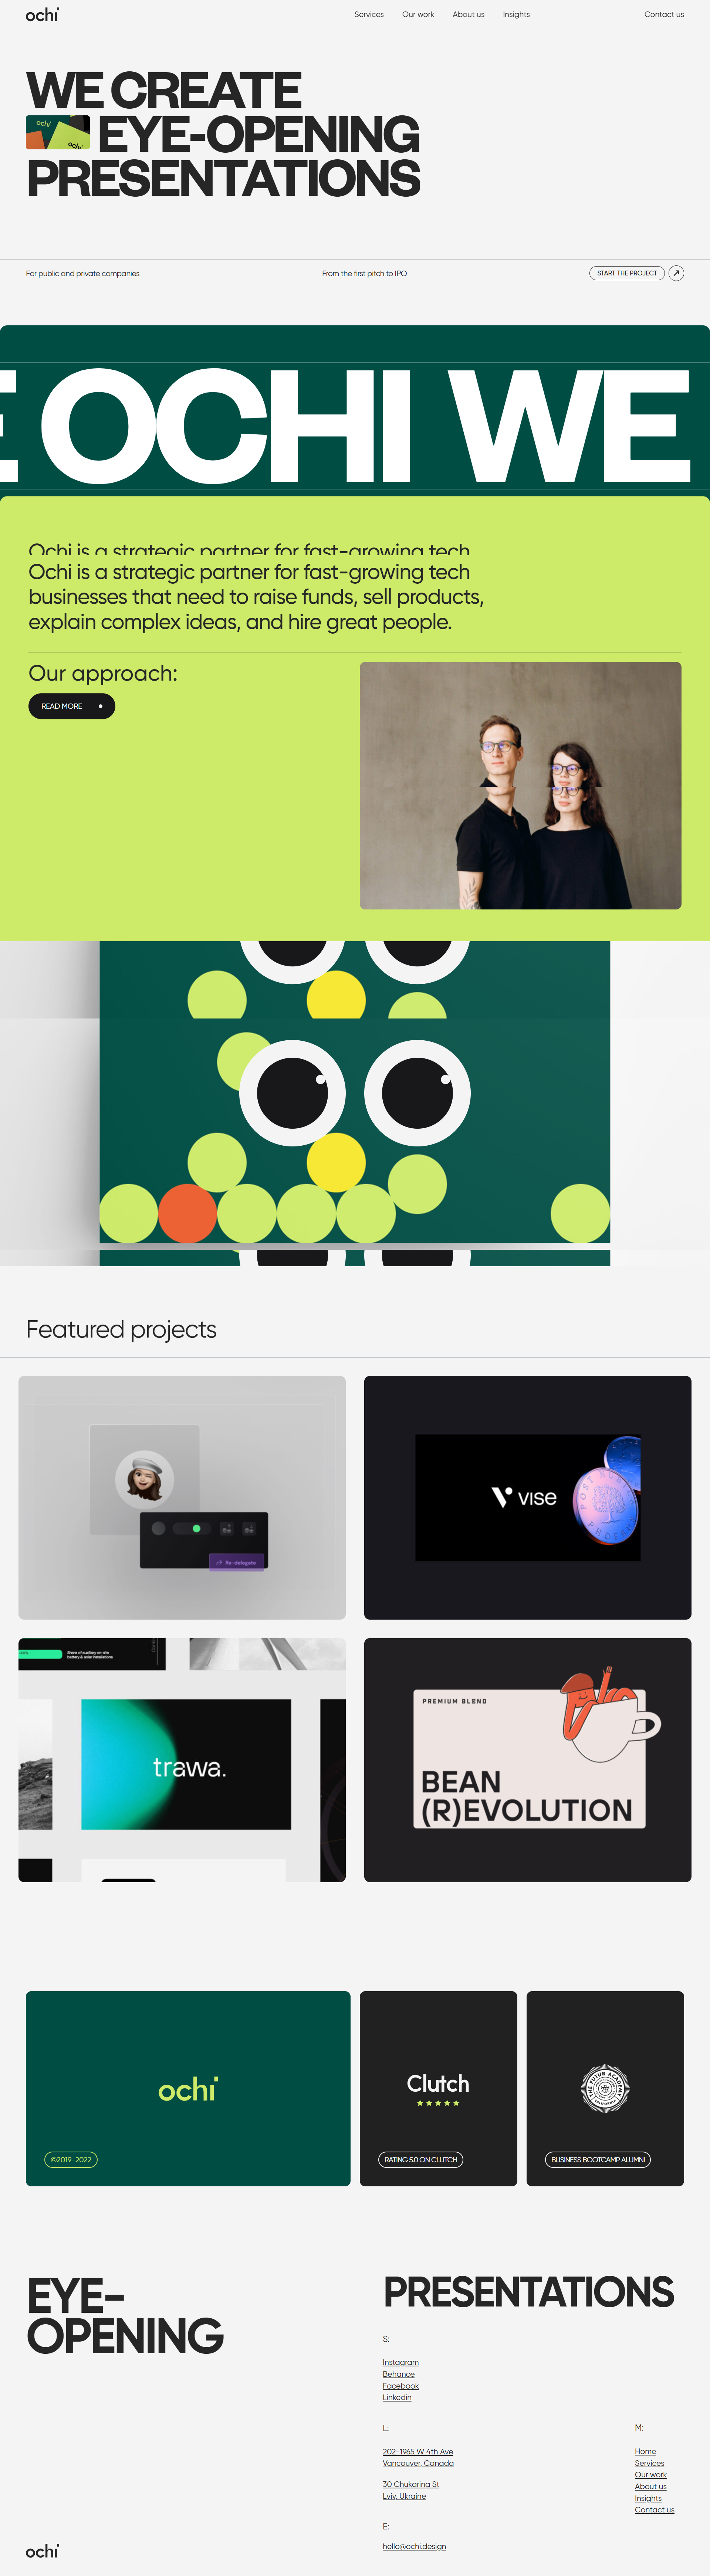 ochi
Services Our work About us Insights Contact us
WE CREATE
ochi
ochi
EYE-OPENING
PRESENTATIONS
For public and private companies
From the first pitch to IPO
START THE PROJECT
E OCHI WE
Ochi is a strategic partner for fast-growing tech
Ochi is a strategic partner for fast-growing tech
businesses that need to raise funds, sell products,
explain complex ideas, and hire great people.
Our approach:
READ MORE
Featured projects
Re-delegate
vise
Share of auxiliary on-site
battery & solar installations
trawa.
PREMIUM BLEND
BEAN
(R)EVOLUTION
ochi
©2019-2022
Clutch
RATING 5.0 ON CLUTCH
THE FUTUR ACADEMY
CALIFORNIA
BUSINESS BOOTCAMP ALUMNI
EYE-
OPENING
PRESENTATIONS
S:
Instagram
Behance
Facebook
Linkedin
L:
202-1965 W 4th Ave
Vancouver, Canada
30 Chukarina St
Lviv, Ukraine
E:
hello@ochi.design
M:
Home
Services
Our work
About us
Insights
Contact us
ochi